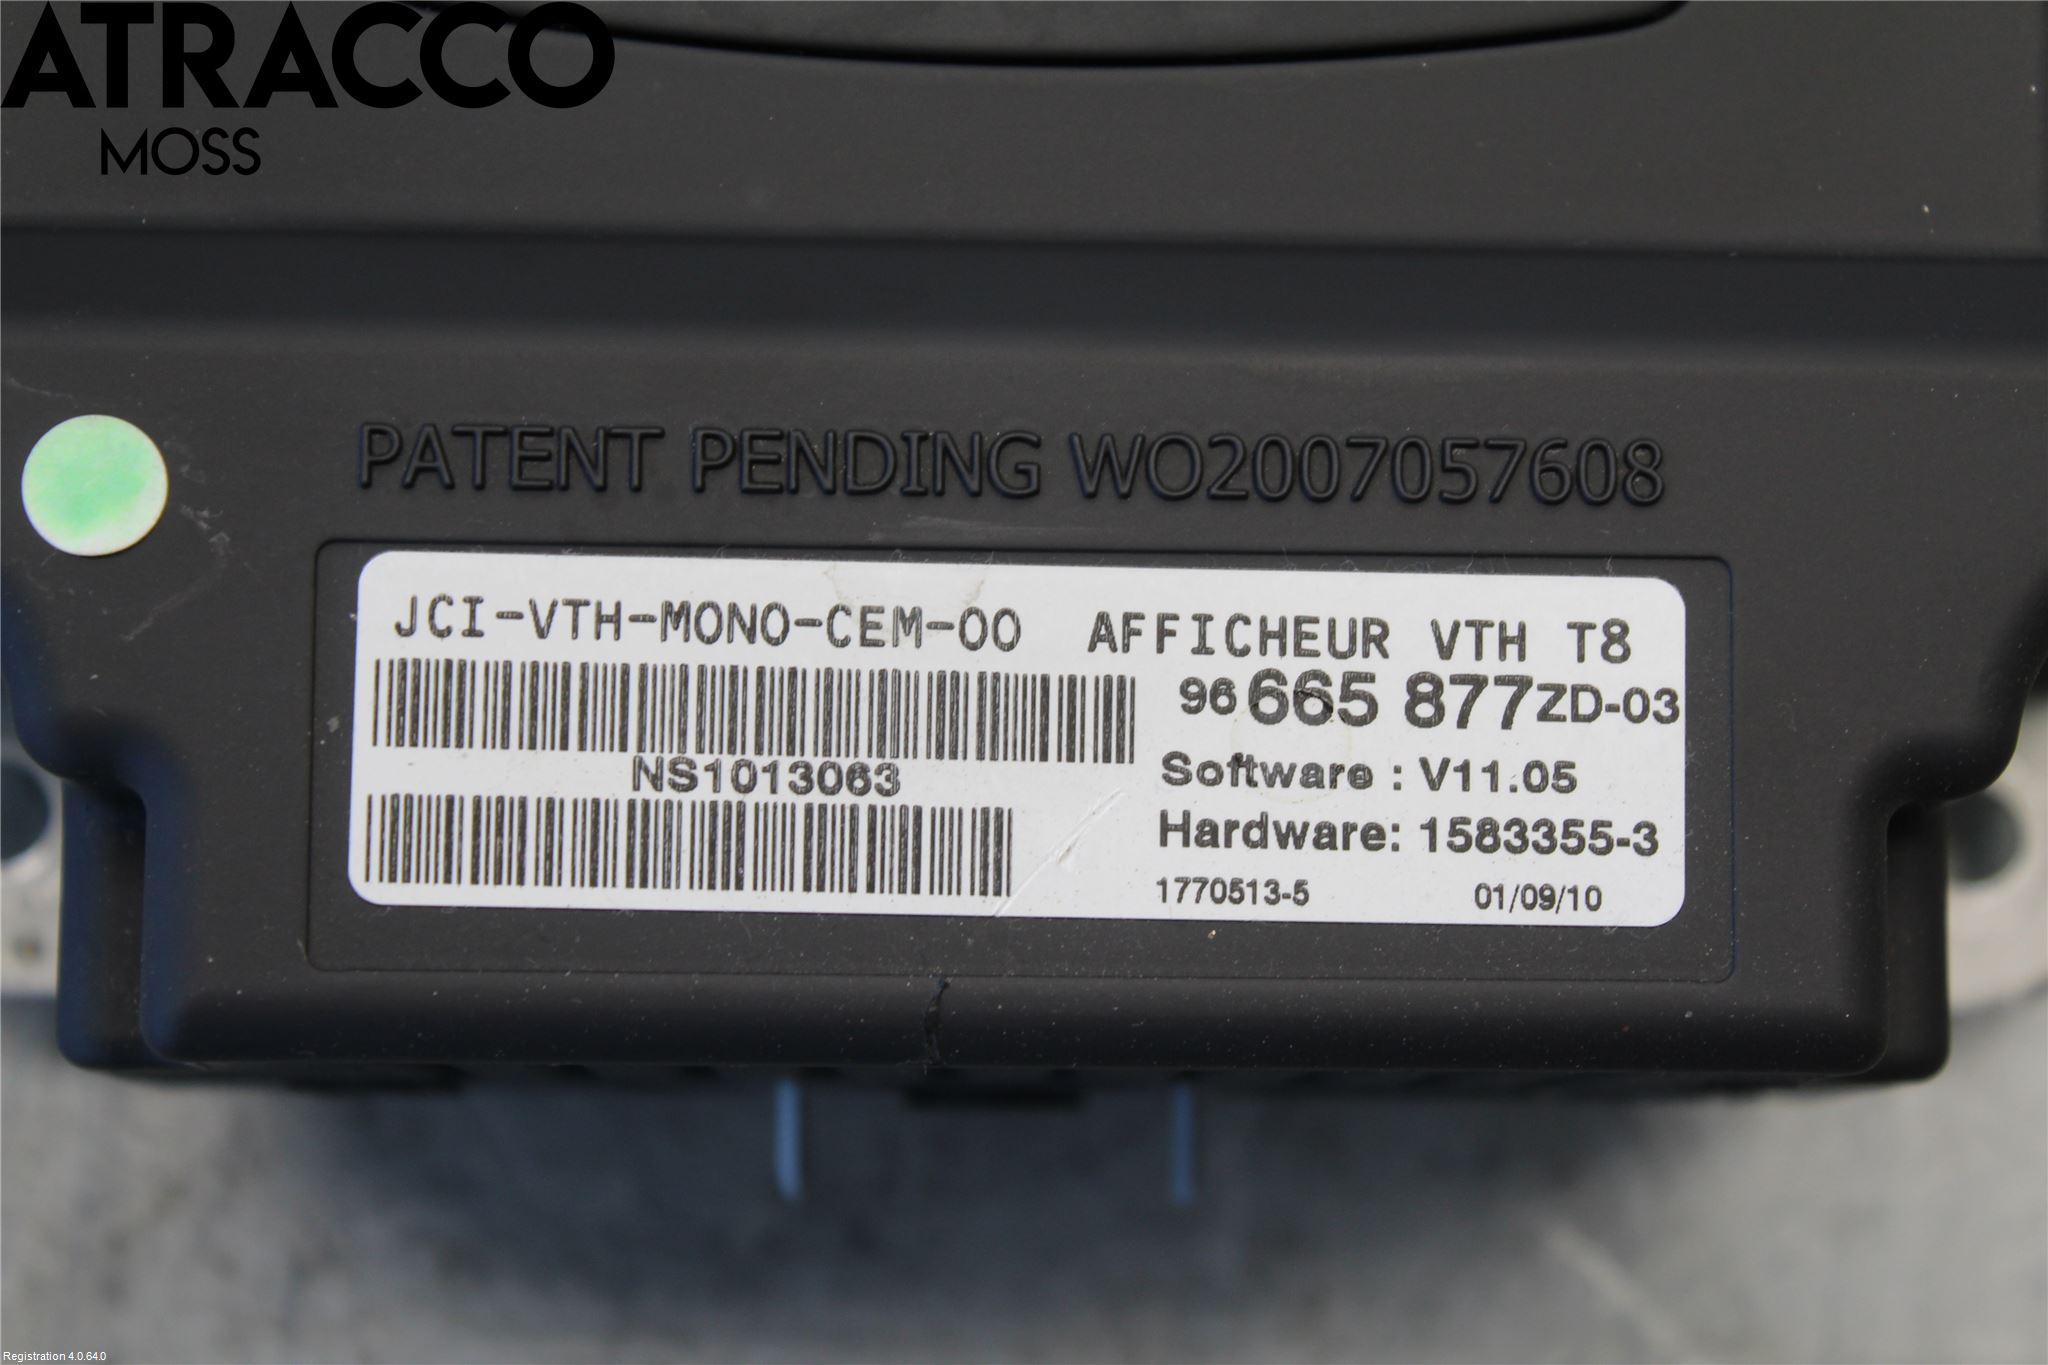 ATRACCO
MOSS
PATENT PENDING WO2007057608
JCI-VTH-MONO-CEM-00 AFFICHEUR VTH T8
96 665 877ZD-03
NS1013063
Software : V11.05
Hardware: 1583355-3
1770513-5 01/09/10
Registration 4.0.64.0